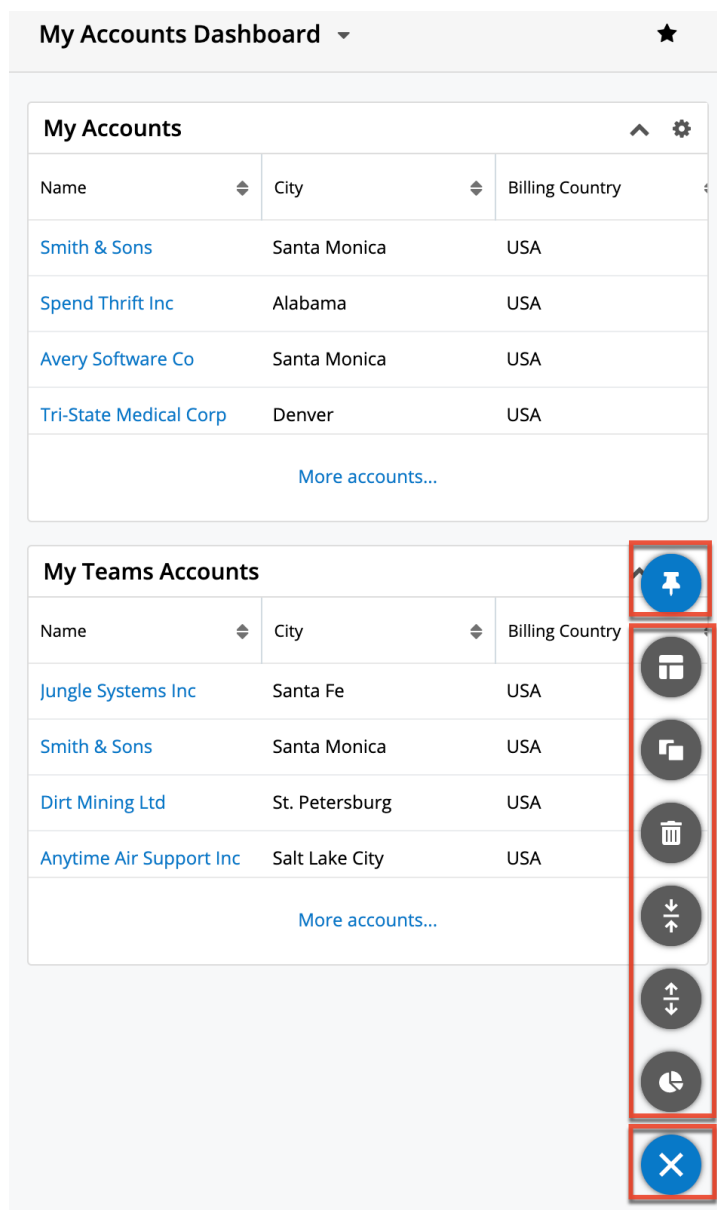 My Accounts Dashboard
My Accounts
Name City Billing Country
Smith & Sons Santa Monica USA
Spend Thrift Inc Alabama USA
Avery Software Co Santa Monica USA
Tri-State Medical Corp Denver USA
More accounts...
My Teams Accounts
Name City Billing Country
Jungle Systems Inc Santa Fe USA
Smith & Sons Santa Monica USA
Dirt Mining Ltd St. Petersburg USA
Anytime Air Support Inc Salt Lake City USA
More accounts...